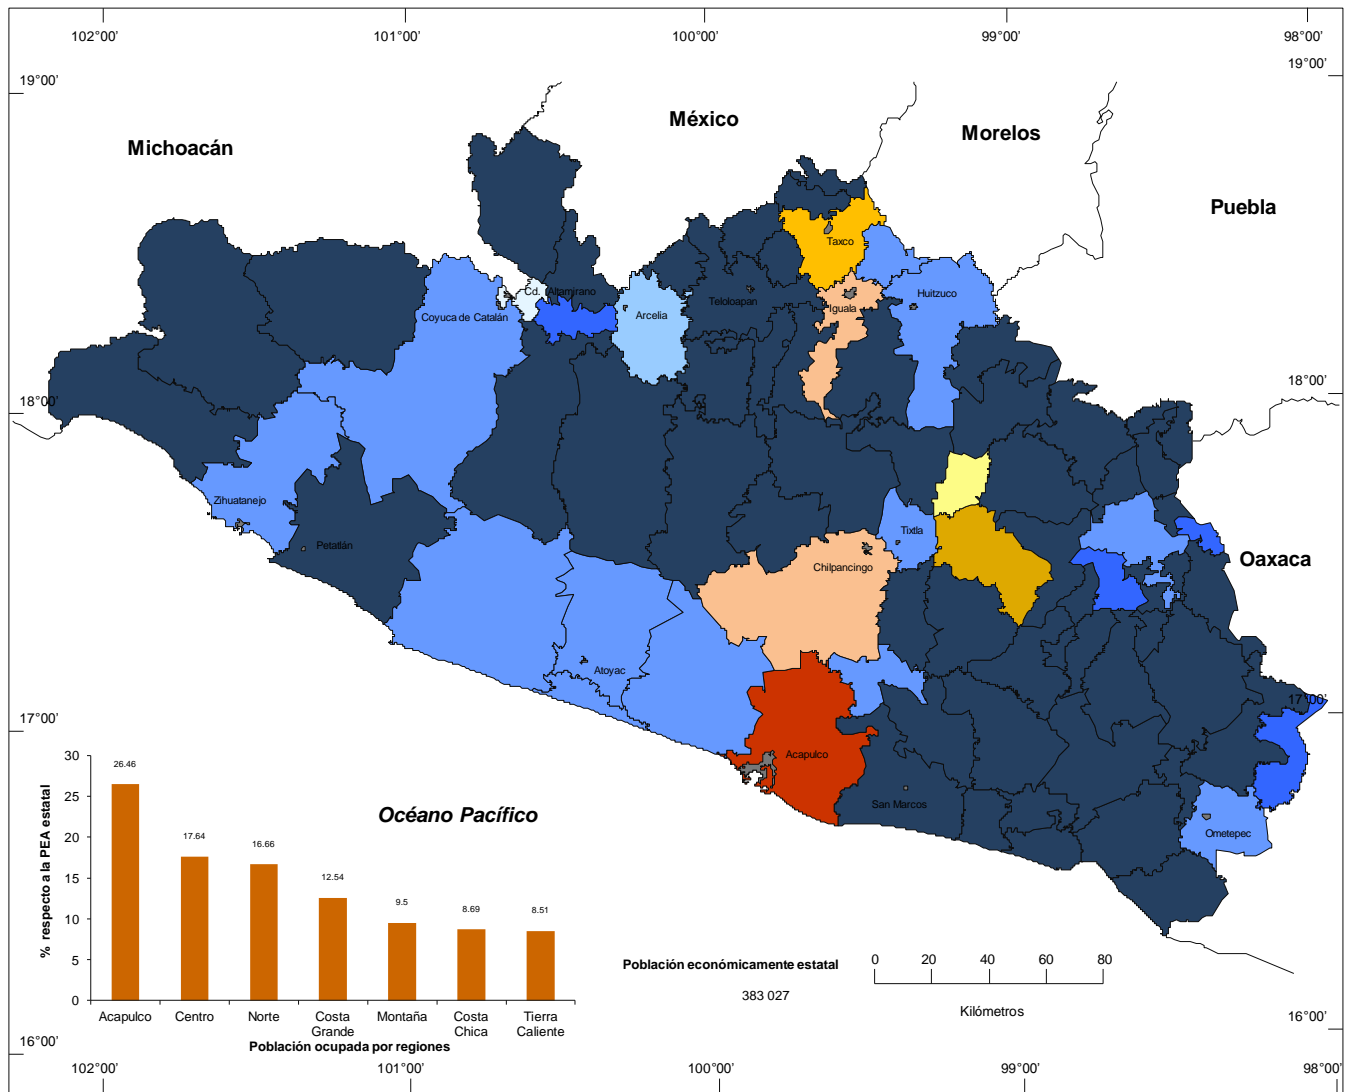 102°00’ 101°00’ 100°00’ 99°00’ 98°00’
19°00’
19°00’
Michoacán
México
Morelos
Puebla
Oaxaca
Taxco
Cd. Altamirano
Huitzuco
Teloloapan
Iguala
Coyuca de Catalán
Arcelia
18°00’
18°00’
Zihuatanejo
Petatlán
Tixtla
Chilpancingo
Atoyac
17°00’
17°00’
Acapulco
San Marcos
Ometepec
Océano Pacífico
% respecto a la PEA estatal
30
25
20
15
10
5
0
26.46
17.64
16.66
12.54
9.5
8.69
8.51
Acapulco Centro Norte Costa Grande Montaña Costa Chica Tierra Caliente
Población ocupada por regiones
Población económicamente estatal
383 027
0 20 40 60 80
Kilómetros
16°00’
16°00’
102°00’ 101°00’ 100°00’ 99°00’ 98°00’